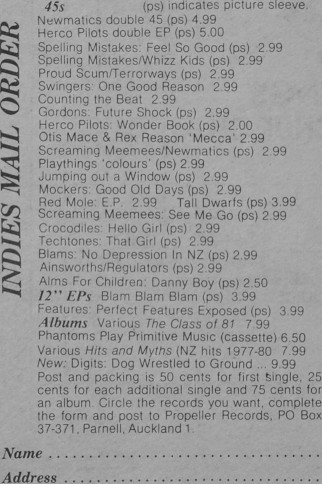 INDIES MAIL ORDER
45s (ps) indicates picture sleeve.
Newmatics double 45 (ps) 4.99
Herco Pilots double EP (ps) 5.00
Spelling Mistakes: Feel So Good (ps) 2.99
Spelling Mistakes/Whizz Kids (ps) 2.99
Proud Scum/Terrorways (ps) 2.99
Swingers: One Good Reason 2.99
Counting the Beat 2.99
Gordons: Future Shock (ps) 2.99
Herco Pilots: Wonder Book (ps) 2.00
Otis Mace & Rex Reason 'Mecca' 2.99
Screaming Meemees/Newmatics (ps) 2.99
Playthings 'colours' (ps) 2.99
Jumping out a Window (ps) 2.99
Mockers: Good Old Days (ps) 2.99
Red Mole: E.P. 2.99 Tall Dwarfs (ps) 3.99
Screaming Meemees: See Me Go (ps) 2.99
Crocodiles: Hello Girl (ps) 2.99
Techtones: That Girl (ps) 2.99
Blams: No Depression In NZ (ps) 2.99
Ainsworths/Regulators (ps) 2.99
Alms For Children: Danny Boy (ps) 2.50
12'' EPs Blam Blam Blam (ps) 3.99
Features: Perfect Features Exposed (ps) 3.99
Albums Various The Class of 81 7.99
Phantoms Play Primitive Music (cassette) 6.50
Various Hits and Myths (NZ hits 1977-80 7.99
New: Digits: Dog Wrestled to Ground ... 9.99
Post and packing is 50 cents for first single, 25
cents for each additional single and 75 cents for
an album. Circle the records you want, complete
the form and post to Propeller Records, PO Box
37-371, Parnell, Auckland 1.
Name ..............................
Address ..............................